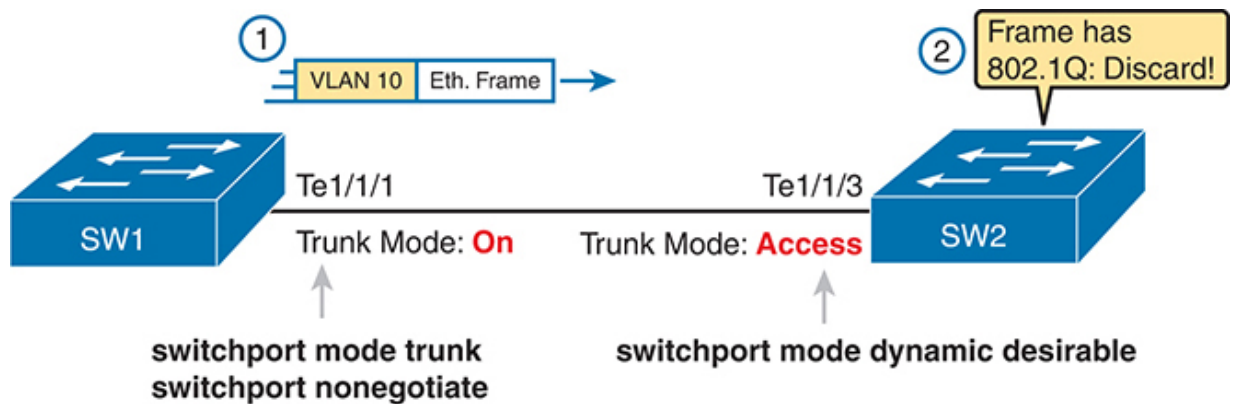 1
VLAN 10 Eth. Frame
2
Frame has
802.1Q: Discard!
SW1
Te1/1/1
Te1/1/3
SW2
Trunk Mode: On
Trunk Mode: Access
switchport mode trunk
switchport nonegotiate
switchport mode dynamic desirable